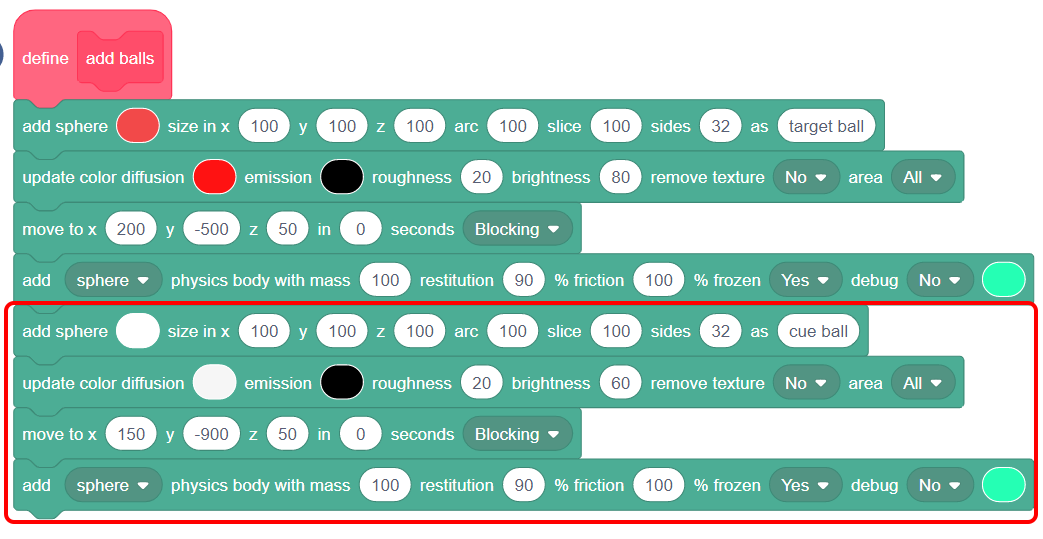 define add balls
add sphere size in x 100 y 100 z 100 arc 100 slice 100 sides 32 as target ball
update color diffusion emission roughness 20 brightness 80 remove texture No area All
move to x 200 y -500 z 50 in 0 seconds Blocking
add sphere physics body with mass 100 restitution 90 % friction 100 % frozen Yes debug No
add sphere size in x 100 y 100 z 100 arc 100 slice 100 sides 32 as cue ball
update color diffusion emission roughness 20 brightness 60 remove texture No area All
move to x 150 y -900 z 50 in 0 seconds Blocking
add sphere physics body with mass 100 restitution 90 % friction 100 % frozen Yes debug No